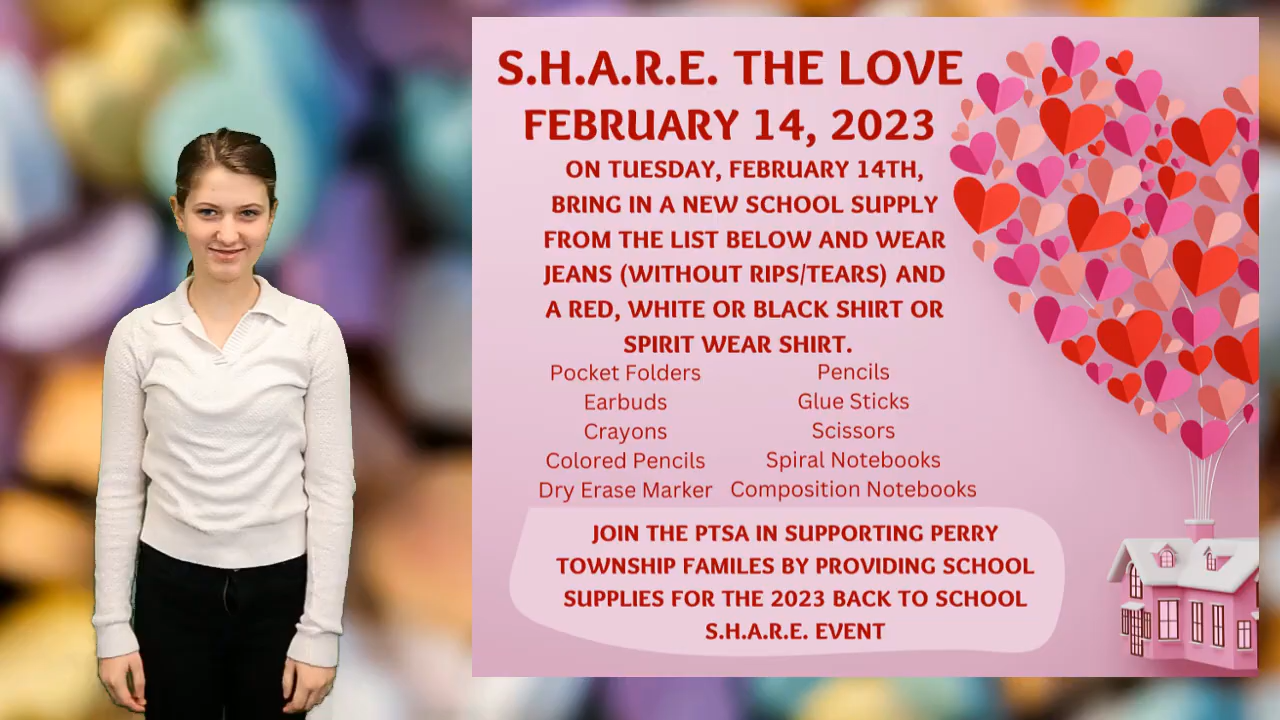 S.H.A.R.E. THE LOVE
FEBRUARY 14, 2023
ON TUESDAY, FEBRUARY 14TH,
BRING IN A NEW SCHOOL SUPPLY
FROM THE LIST BELOW AND WEAR
JEANS (WITHOUT RIPS/TEARS) AND
A RED, WHITE OR BLACK SHIRT OR
SPIRIT WEAR SHIRT.
Pocket Folders Pencils
Earbuds Glue Sticks
Crayons Scissors
Colored Pencils Spiral Notebooks
Dry Erase Marker Composition Notebooks
JOIN THE PTSA IN SUPPORTING PERRY
TOWNSHIP FAMILES BY PROVIDING SCHOOL
SUPPLIES FOR THE 2023 BACK TO SCHOOL
S.H.A.R.E. EVENT